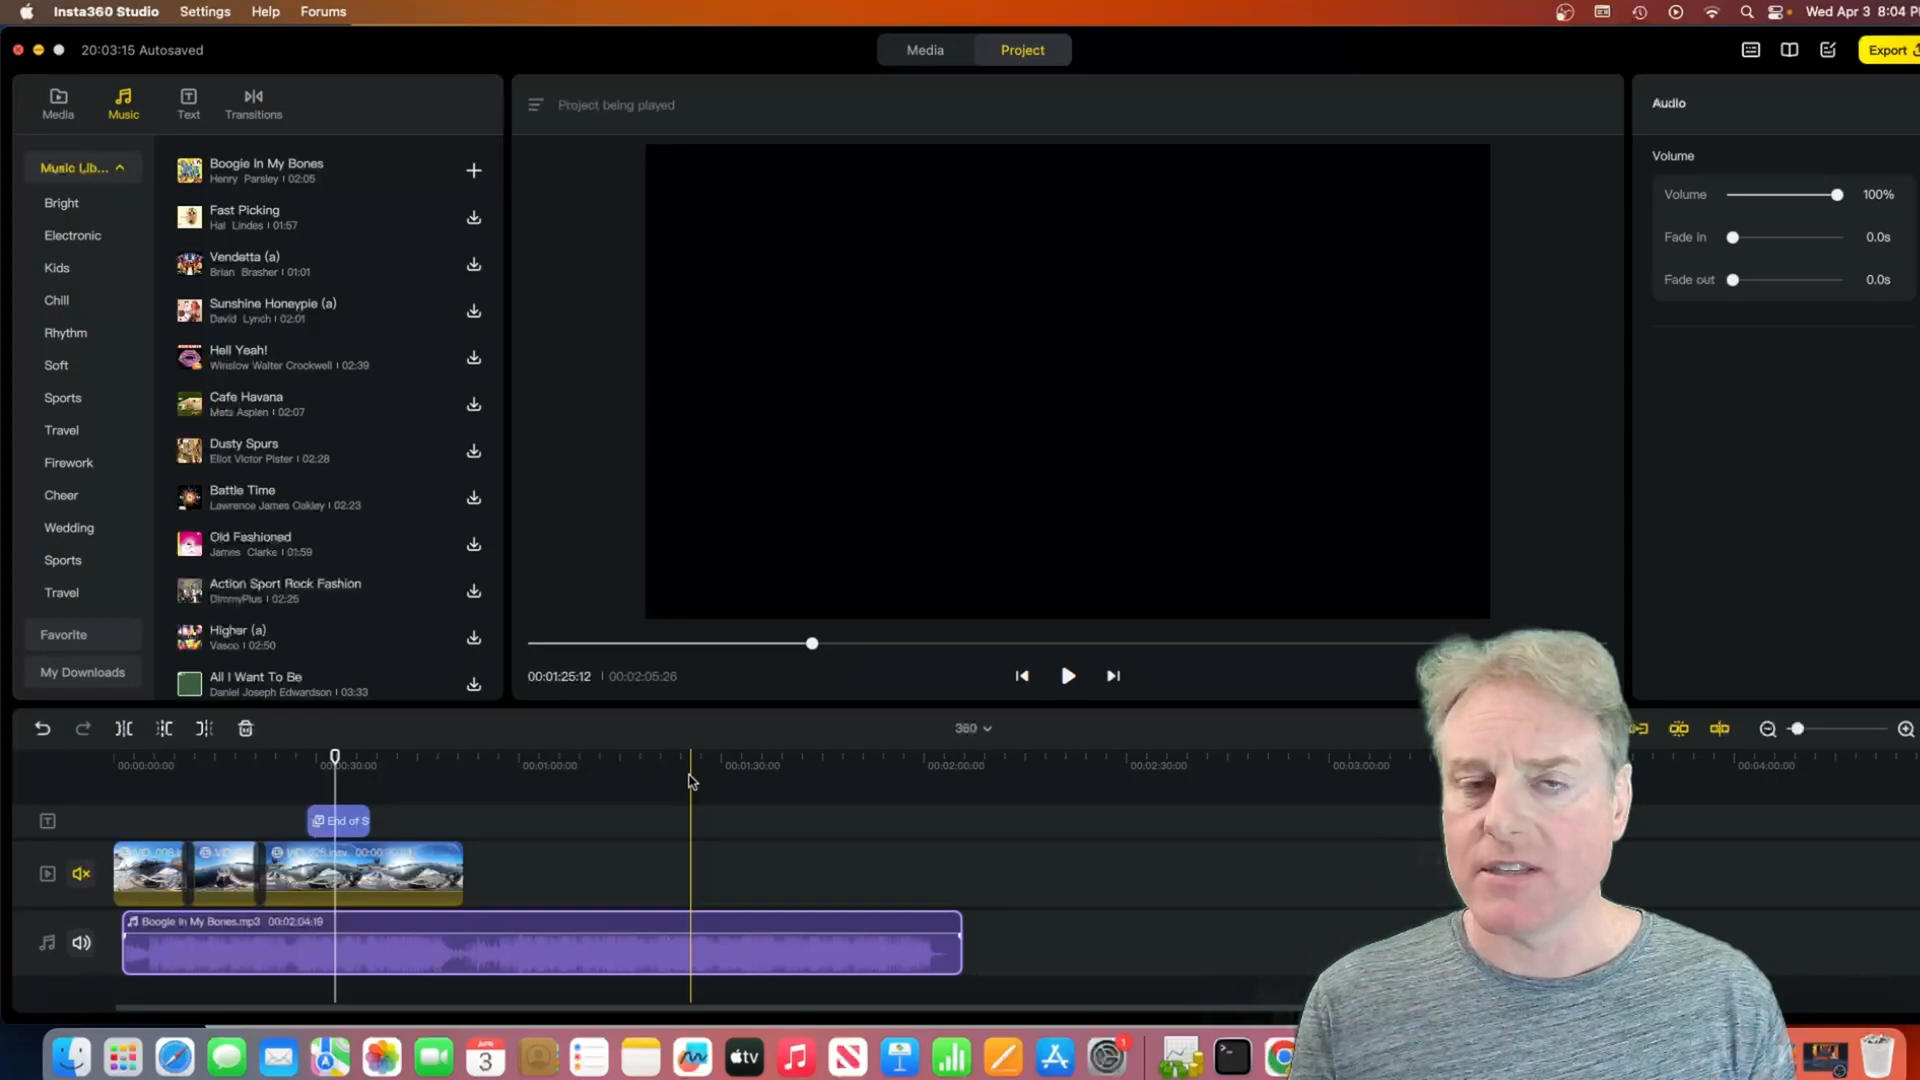 Insta360 Studio Settings Help Forums
Wed Apr 3 8:04 P
20:03:15 Autosaved
Media Project
Export
Media Music Text Transitions
Project being played
Audio
Music Lib...
Bright
Electronic
Kids
Chill
Rhythm
Soft
Sports
Travel
Firework
Cheer
Wedding
Sports
Travel
Favorite
My Downloads
Boogie In My Bones
Henry Parsley | 02:05
Fast Picking
Hal Lindes | 01:57
Vendetta (a)
Brian Brasher | 01:01
Sunshine Honeypie (a)
David Lynch | 02:01
Hell Yeah!
Winslow Walter Crockwell | 02:39
Cafe Havana
Mats Asplen | 02:07
Dusty Spurs
Eliot Victor Pister | 02:28
Battle Time
Lawrence James Oakley | 02:23
Old Fashioned
James Clarke | 01:59
Action Sport Rock Fashion
DimmyPlus | 02:25
Higher (a)
Vasco | 02:50
All I Want To Be
Daniel Joseph Edwardson | 03:33
Volume
Volume 100%
Fade in 0.0s
Fade out 0.0s
00:01:25:12 | 00:02:05:26
360
00:00:00:00 00:00:30:00 00:01:00:00 00:01:30:00 00:02:00:00 00:02:30:00 00:03:00:00 00:04:00:00
End of S
Boogie In My Bones.mp3 00:02:04:19
APR
3
tv
1